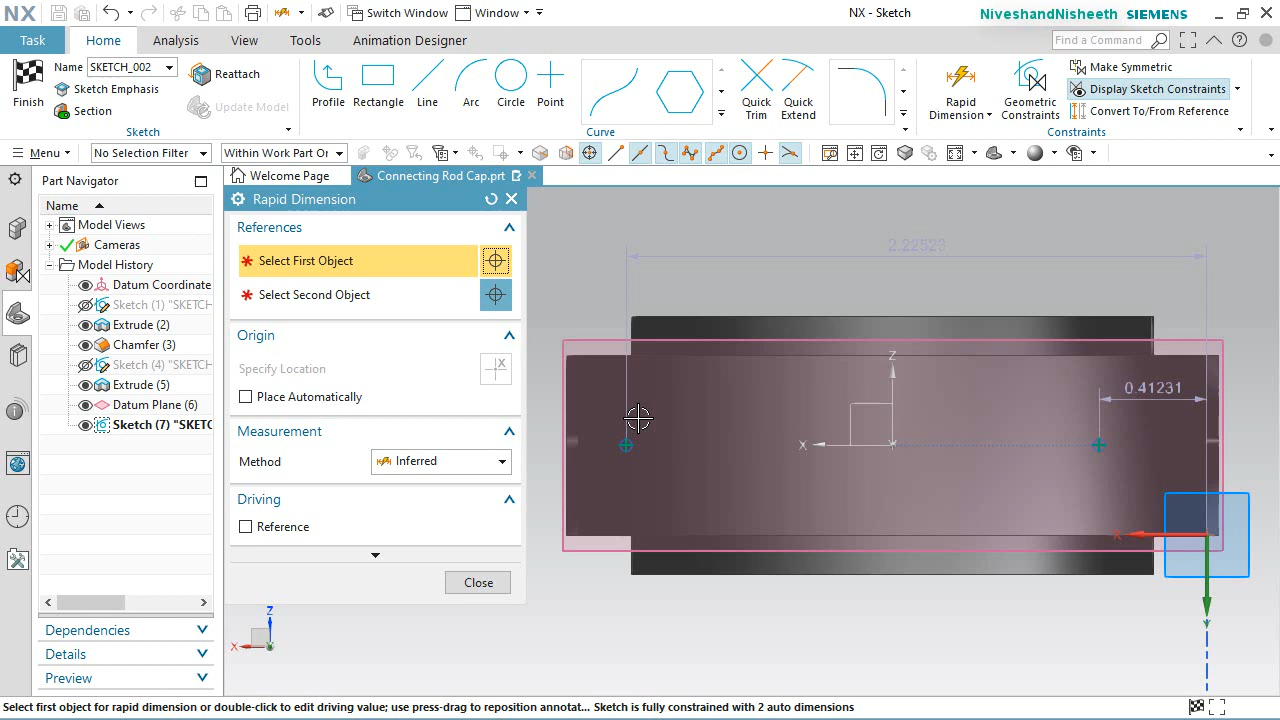 NX
Switch Window
Window
NX - Sketch
NiveshandNisheeth SIEMENS
Task
Home
Analysis
View
Tools
Animation Designer
Find a Command
Finish
Name SKETCH_002
Sketch Emphasis
Section
Reattach
Update Model
Sketch
Profile
Rectangle
Line
Arc
Circle
Point
Quick Trim
Quick Extend
Curve
Rapid Dimension
Geometric Constraints
Make Symmetric
Display Sketch Constraints
Convert To/From Reference
Constraints
Menu
No Selection Filter
Within Work Part Or
Part Navigator
Name
Model Views
Cameras
Model History
Datum Coordinate
Sketch (1) "SKETCH
Extrude (2)
Chamfer (3)
Sketch (4) "SKETCH
Extrude (5)
Datum Plane (6)
Sketch (7) "SKETC
Dependencies
Details
Preview
Welcome Page
Connecting Rod Cap.prt
Rapid Dimension
References
* Select First Object
* Select Second Object
Origin
Specify Location
Place Automatically
Measurement
Method
Inferred
Driving
Reference
Close
2.22523
0.41231
Z
X
Y
X
Y
Z
X
Y
Select first object for rapid dimension or double-click to edit driving value; use press-drag to reposition annotat... Sketch is fully constrained with 2 auto dimensions